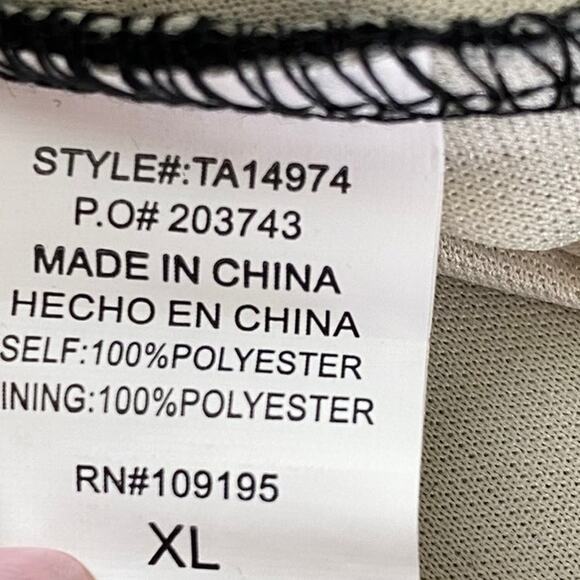 STYLE#:TA14974
P.O# 203743
MADE IN CHINA
HECHO EN CHINA
SELF:100%POLYESTER
INING:100%POLYESTER
RN#109195
XL